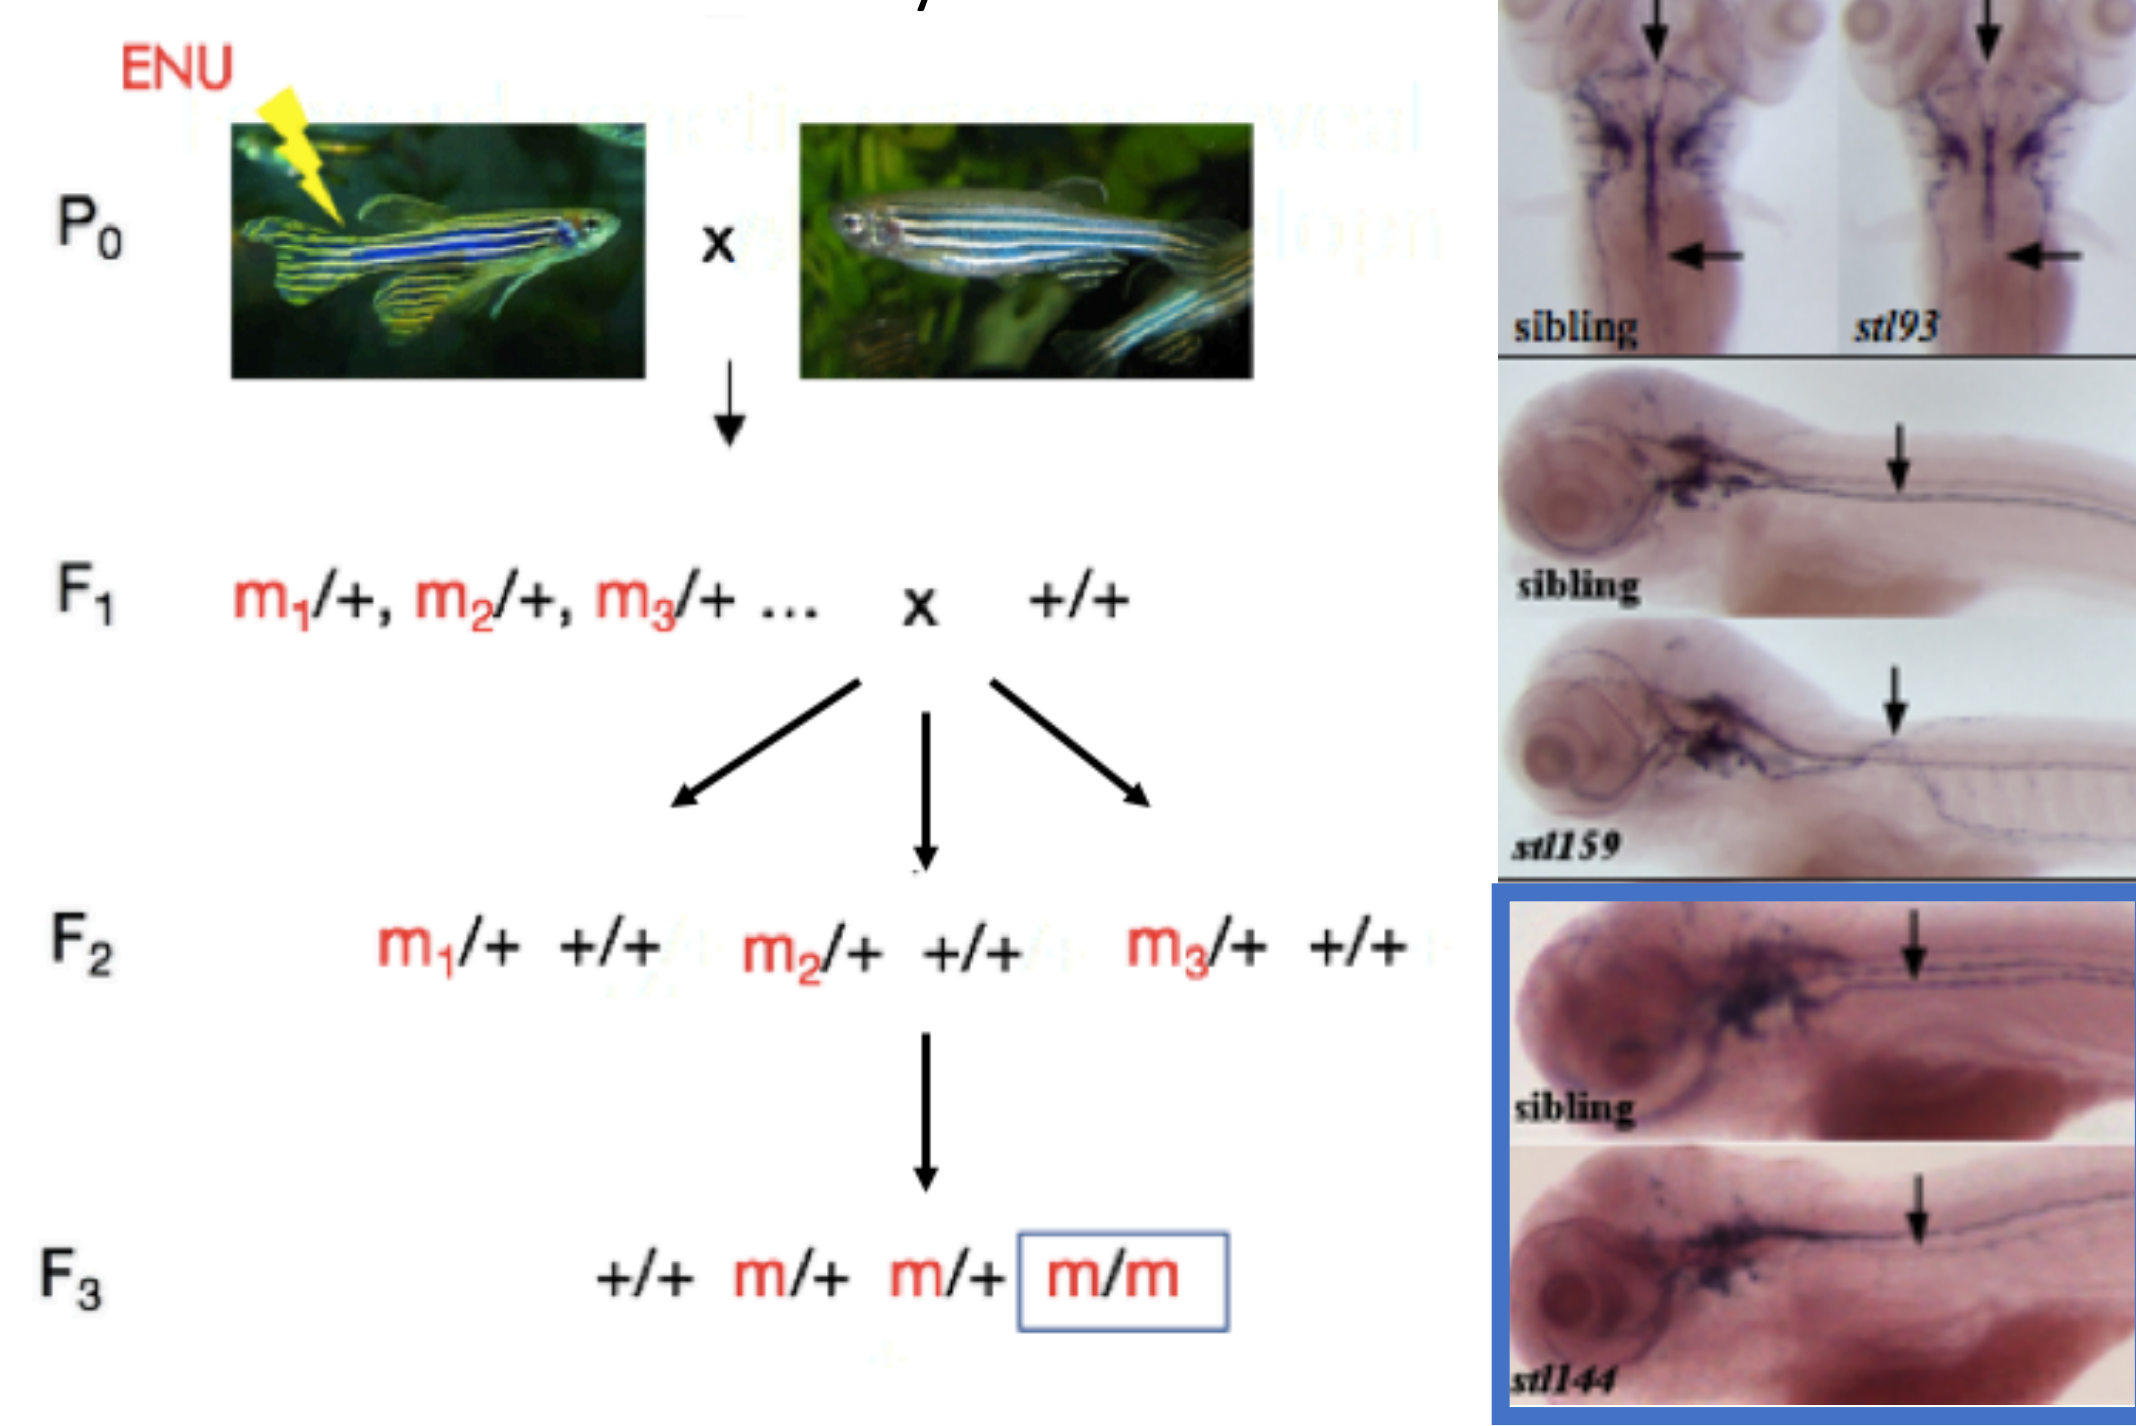 ENU
P0 x
F1 m1/+, m2/+, m3/+ ... x +/+
F2 m1/+ +/+ m2/+ +/+ m3/+ +/+
F3 +/+ m/+ m/+ m/m
sibling stl93
sibling
stl159
sibling
stl144